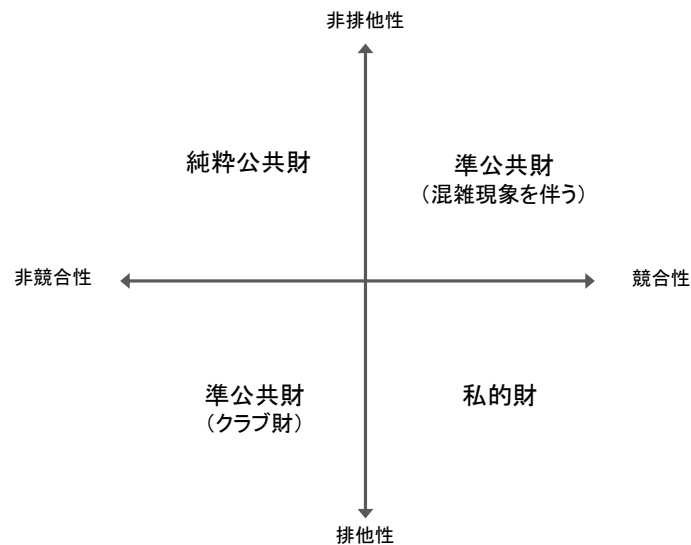 非排他性
純粋公共財
準公共財
（混雑現象を伴う）
非競合性
競合性
準公共財
（クラブ財）
私的財
排他性